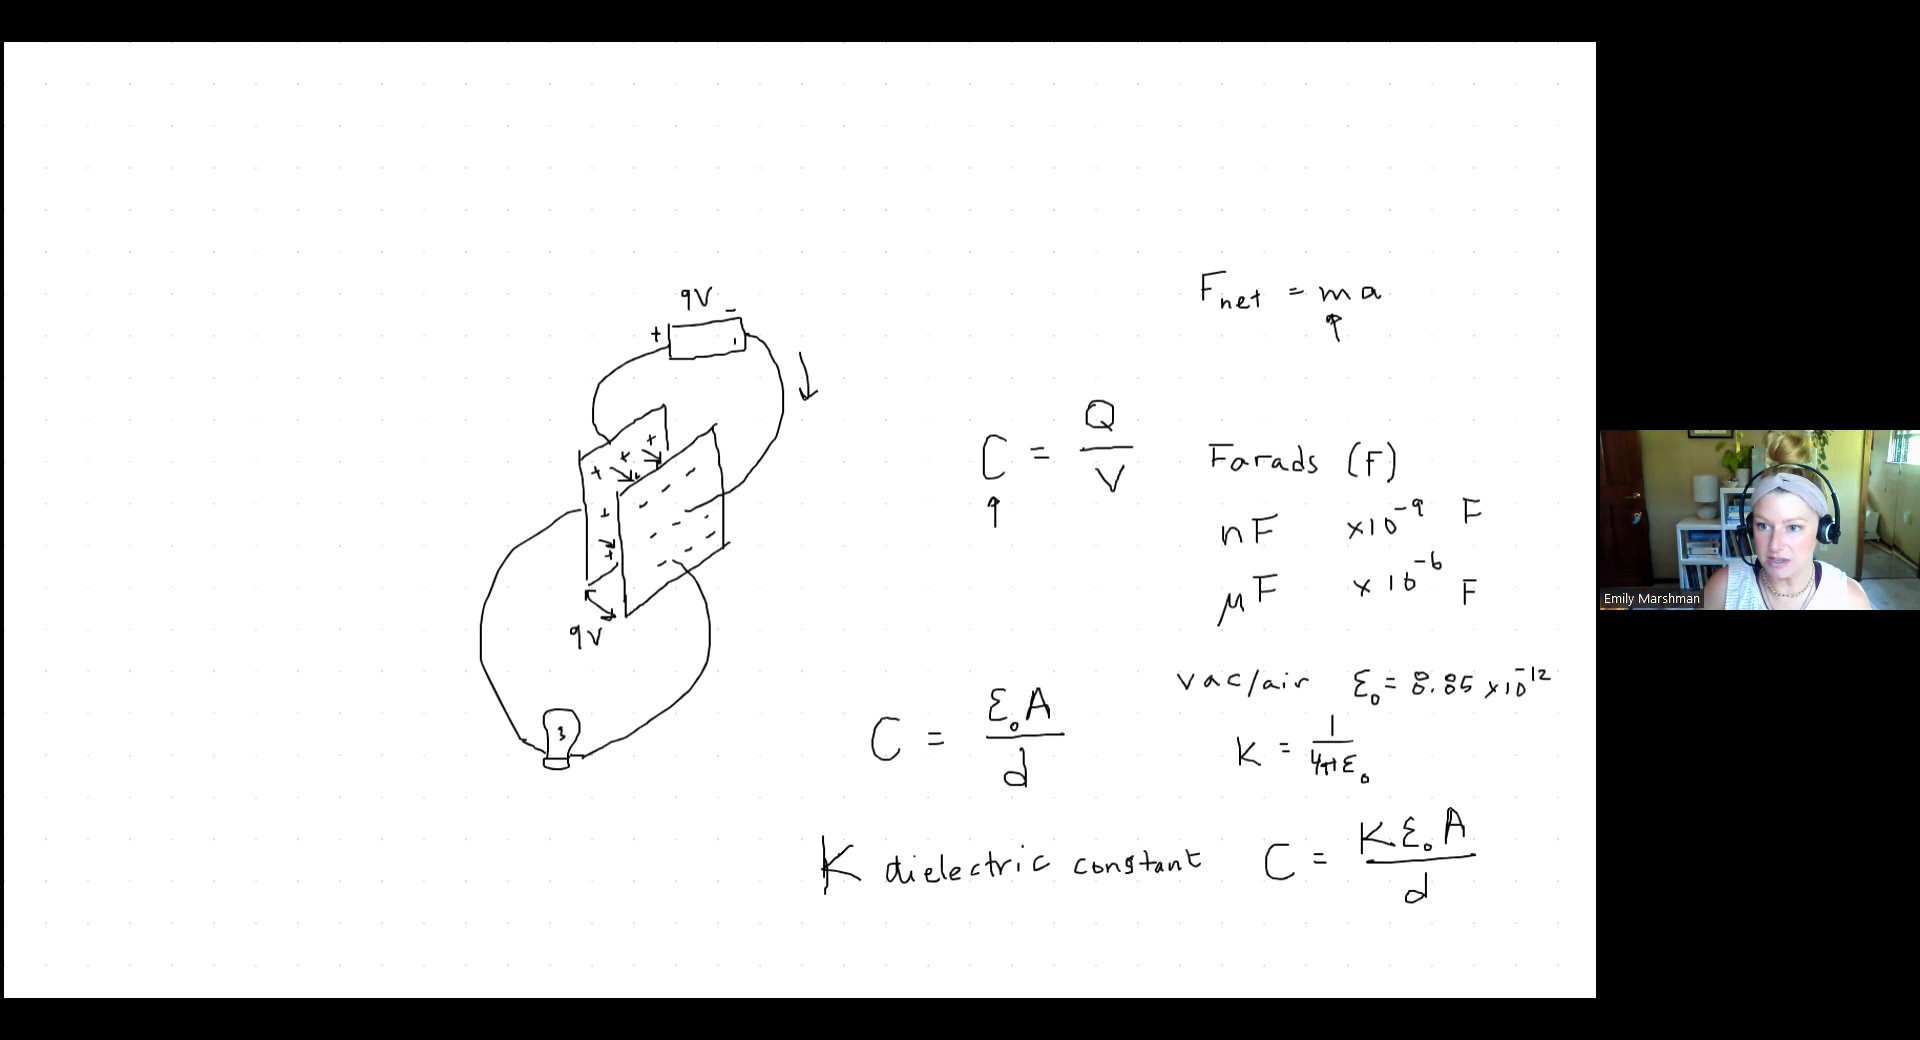 9V
+ -
F_net = ma
C = Q/V Farads (F)
nF ×10^-9 F
μF ×10^-6 F
9V
vac/air ε₀ = 8.85 ×10^-12
C = ε₀A/d
k = 1/4πε₀
K dielectric constant C = Kε₀A/d
Emily Marshman